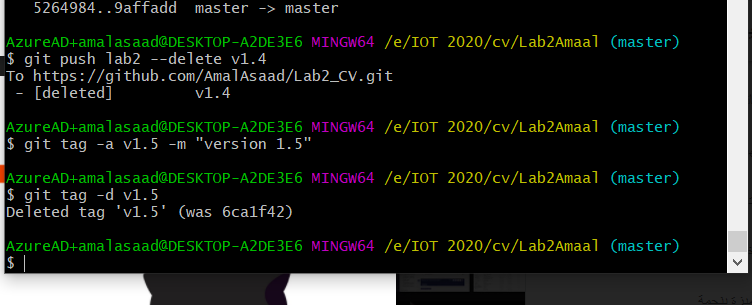 5264984..9affadd  master -> master
AzureAD+amalasaad@DESKTOP-A2DE3E6 MINGW64 /e/IOT 2020/cv/Lab2Amaal (master)
$ git push lab2 --delete v1.4
To https://github.com/AmalAsaad/Lab2_CV.git
 - [deleted]         v1.4
AzureAD+amalasaad@DESKTOP-A2DE3E6 MINGW64 /e/IOT 2020/cv/Lab2Amaal (master)
$ git tag -a v1.5 -m "version 1.5"
AzureAD+amalasaad@DESKTOP-A2DE3E6 MINGW64 /e/IOT 2020/cv/Lab2Amaal (master)
$ git tag -d v1.5
Deleted tag 'v1.5' (was 6ca1f42)
AzureAD+amalasaad@DESKTOP-A2DE3E6 MINGW64 /e/IOT 2020/cv/Lab2Amaal (master)
$